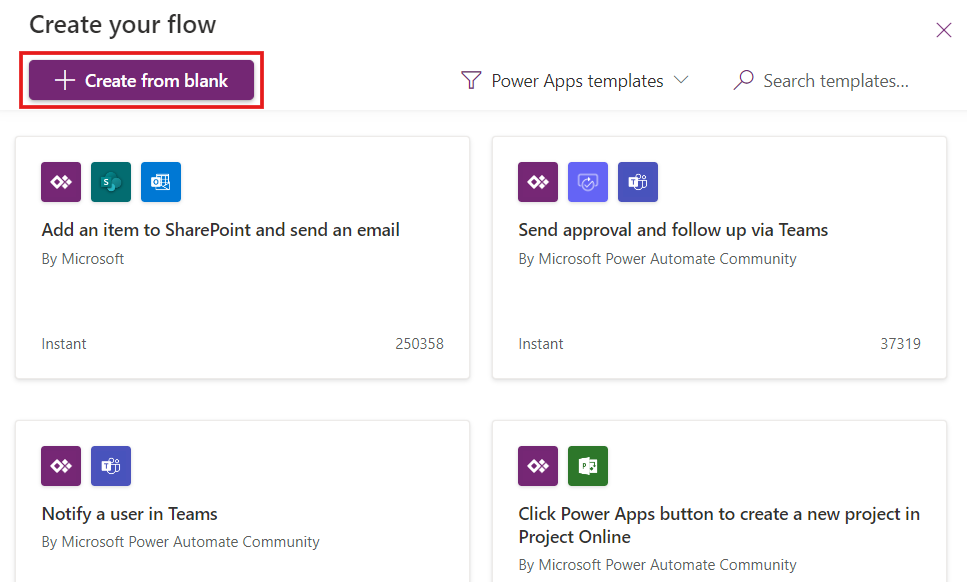 Create your flow
Create from blank
Power Apps templates
Search templates...
Add an item to SharePoint and send an email
By Microsoft
Instant
250358
Send approval and follow up via Teams
By Microsoft Power Automate Community
Instant
37319
Notify a user in Teams
By Microsoft Power Automate Community
Click Power Apps button to create a new project in
Project Online
By Microsoft Power Automate Community